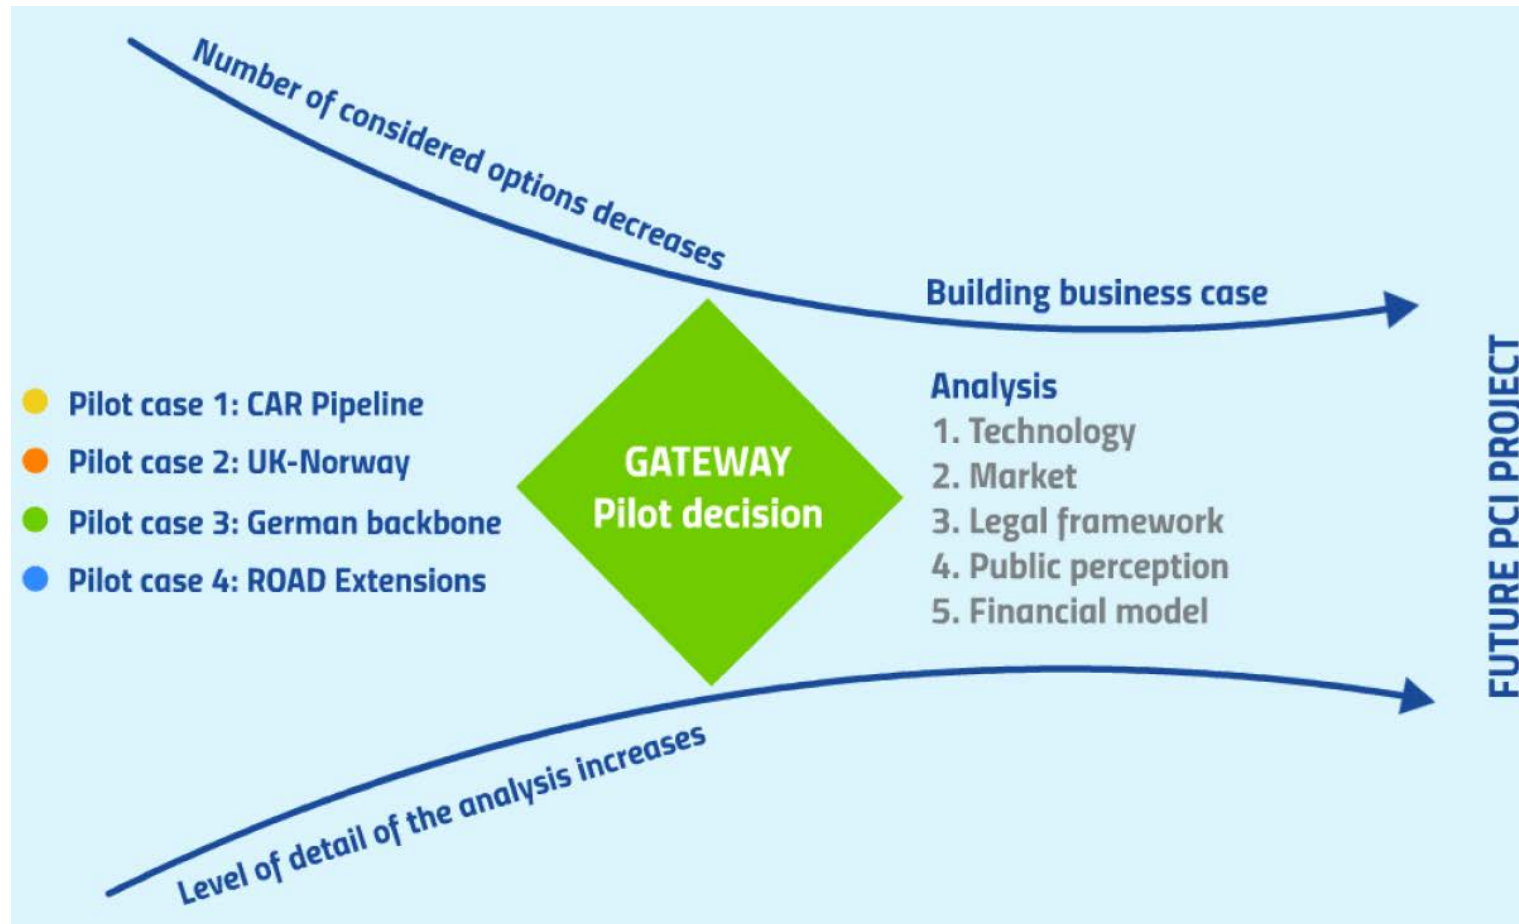 Number of considered options decreases
Building business case
Pilot case 1: CAR Pipeline
Pilot case 2: UK-Norway
Pilot case 3: German backbone
Pilot case 4: ROAD Extensions
GATEWAY
Pilot decision
Analysis
1. Technology
2. Market
3. Legal framework
4. Public perception
5. Financial model
FUTURE PCI PROJECT
Level of detail of the analysis increases